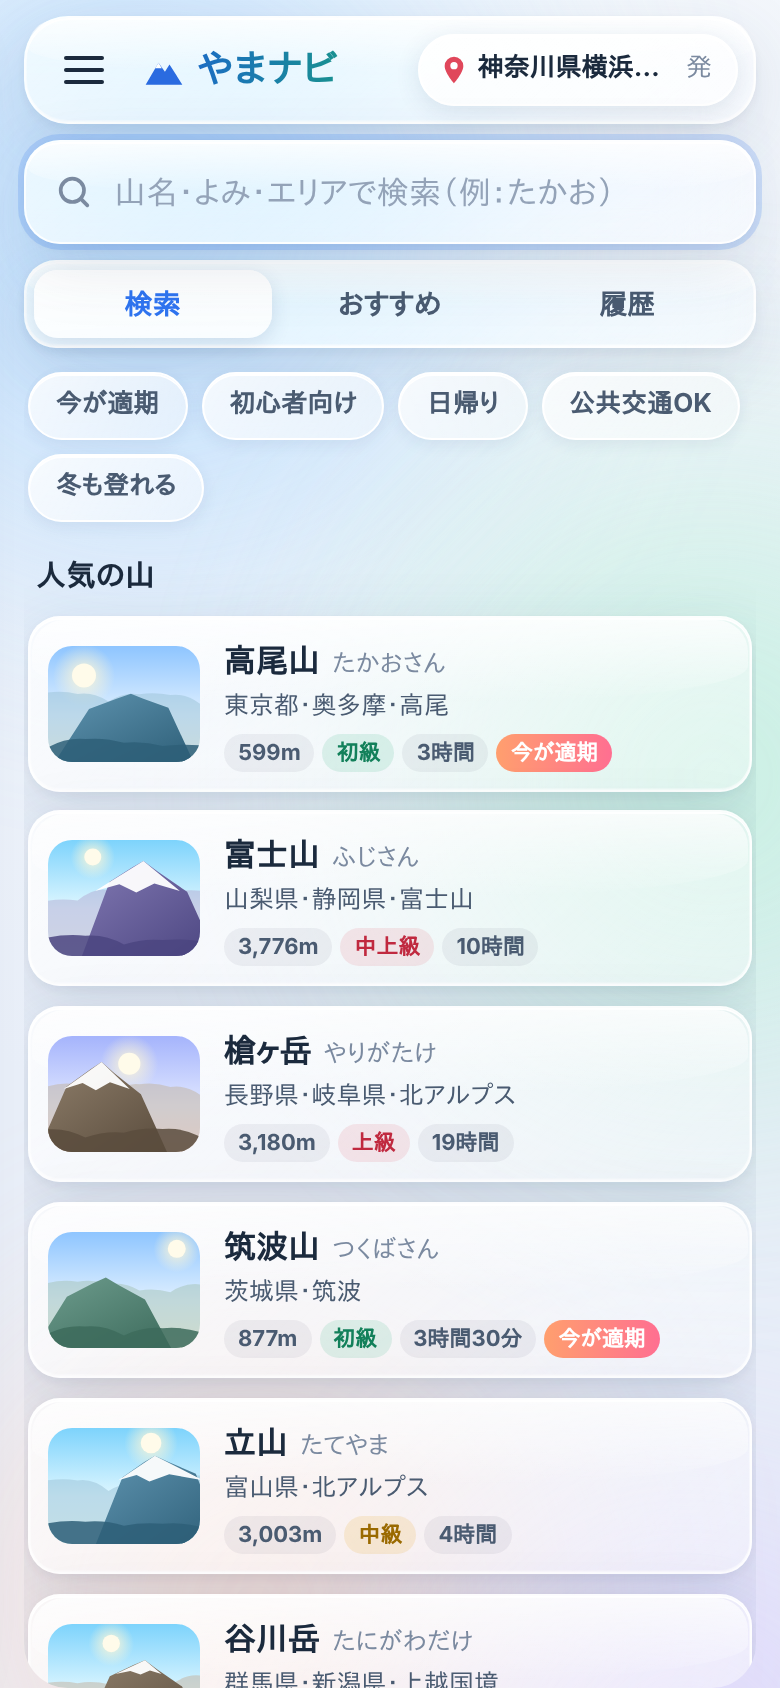 やまナビ 神奈川県横浜... 発
山名・よみ・エリアで検索（例：たかお）
検索 おすすめ 履歴
今が適期 初心者向け 日帰り 公共交通OK
冬も登れる
人気の山
高尾山 たかおさん
東京都・奥多摩・高尾
599m 初級 3時間 今が適期
富士山 ふじさん
山梨県・静岡県・富士山
3,776m 中上級 10時間
槍ヶ岳 やりがたけ
長野県・岐阜県・北アルプス
3,180m 上級 19時間
筑波山 つくばさん
茨城県・筑波
877m 初級 3時間30分 今が適期
立山 たてやま
富山県・北アルプス
3,003m 中級 4時間
谷川岳 たにがわだけ
群馬県・新潟県・上越国境